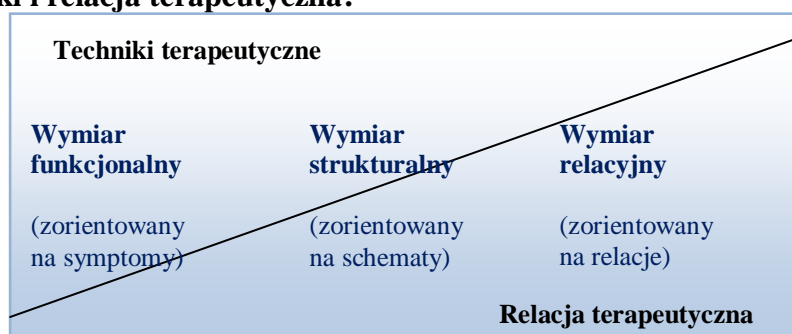 ki i relacja terapeutyczna?
Techniki terapeutyczne
Wymiar funkcjonalny
(zorientowany na symptomy)
Wymiar strukturalny
(zorientowany na schematy)
Wymiar relacyjny
(zorientowany na relacje)
Relacja terapeutyczna